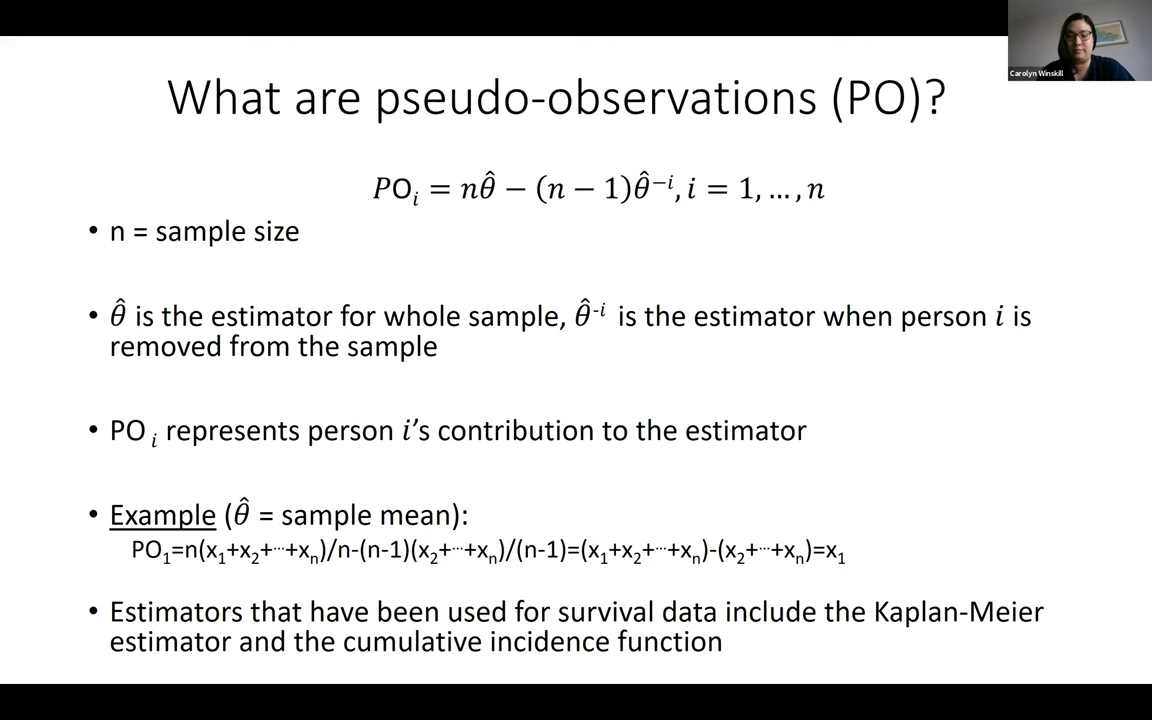 Carolyn Winskill
What are pseudo-observations (PO)?
PO_i = nθ̂ − (n − 1)θ̂^{−i}, i = 1, … , n
• n = sample size
• θ̂ is the estimator for whole sample, θ̂^{-i} is the estimator when person i is
removed from the sample
• PO_i represents person i’s contribution to the estimator
• Example (θ̂ = sample mean):
PO₁=n(x₁+x₂+⋯+xₙ)/n-(n-1)(x₂+⋯+xₙ)/(n-1)=(x₁+x₂+⋯+xₙ)-(x₂+⋯+xₙ)=x₁
• Estimators that have been used for survival data include the Kaplan-Meier
estimator and the cumulative incidence function